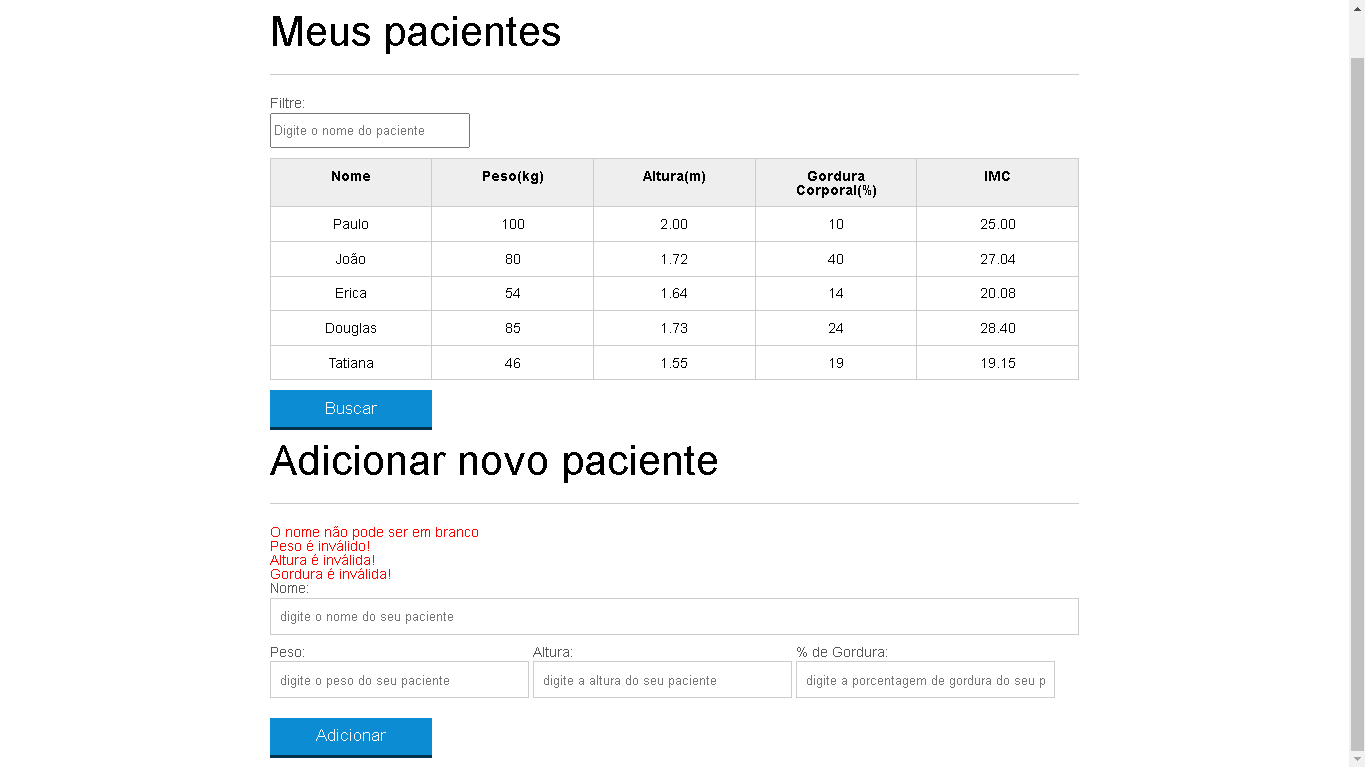 Meus pacientes
Filtre:
Digite o nome do paciente
Nome Peso(kg) Altura(m) Gordura Corporal(%) IMC
Paulo 100 2.00 10 25.00
João 80 1.72 40 27.04
Erica 54 1.64 14 20.08
Douglas 85 1.73 24 28.40
Tatiana 46 1.55 19 19.15
Buscar
Adicionar novo paciente
O nome não pode ser em branco
Peso é inválido!
Altura é inválida!
Gordura é inválida!
Nome:
digite o nome do seu paciente
Peso: Altura: % de Gordura:
digite o peso do seu paciente digite a altura do seu paciente digite a porcentagem de gordura do seu p
Adicionar